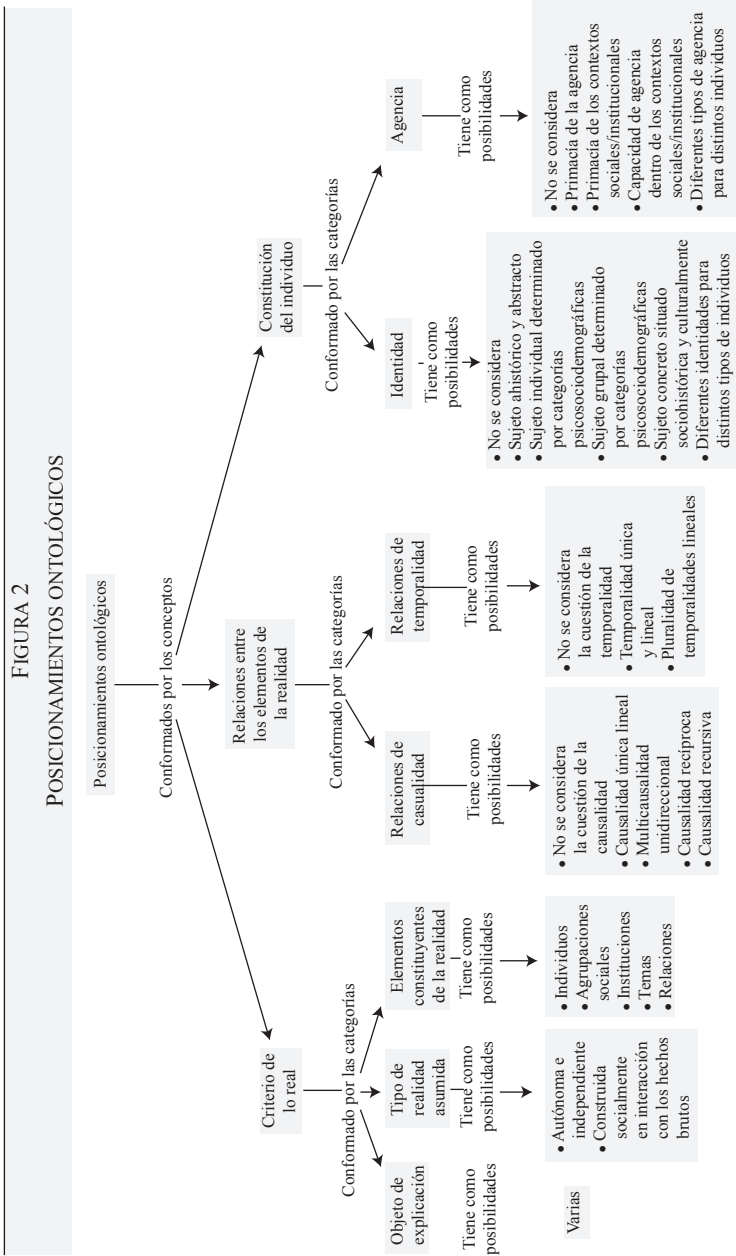 FIGURA 2
POSICIONAMIENTOS ONTOLÓGICOS
Posicionamientos ontológicos
Conformados por los conceptos
Criterio de
lo real
Conformado por las categorías
Objeto de
explicación
Tiene como
posibilidades
Varias
Tipo de
realidad
asumida
Tiene como
posibilidades
• Autónoma e
independiente
• Construida
socialmente
en interacción
con los hechos
brutos
Elementos
constituyentes
de la realidad
Tiene como
posibilidades
• Individuos
• Agrupaciones
sociales
• Instituciones
• Temas
• Relaciones
Relaciones entre
los elementos de
la realidad
Conformado por las categorías
Relaciones de
casualidad
Tiene como
posibilidades
• No se considera
la cuestión de la
causalidad
• Causalidad única lineal
• Multicausalidad
unidireccional
• Causalidad reciproca
• Causalidad recursiva
Relaciones de
temporalidad
Tiene como
posibilidades
• No se considera
la cuestión de la
temporalidad
• Temporalidad única
y lineal
• Pluralidad de
temporalidades lineales
Constitución
del individuo
Conformado por las categorías
Identidad
Tiene como
posibilidades
• No se considera
• Sujeto ahistórico y abstracto
• Sujeto individual determinado
por categorías
psicosociodemográficas
• Sujeto grupal determinado
por categorías
psicosociodemográficas
• Sujeto concreto situado
sociohistórica y culturalmente
• Diferentes identidades para
distintos tipos de individuos
Agencia
Tiene como
posibilidades
• No se considera
• Primacía de la agencia
• Primacía de los contextos
sociales/institucionales
• Capacidad de agencia
dentro de los contextos
sociales/institucionales
• Diferentes tipos de agencia
para distintos individuos